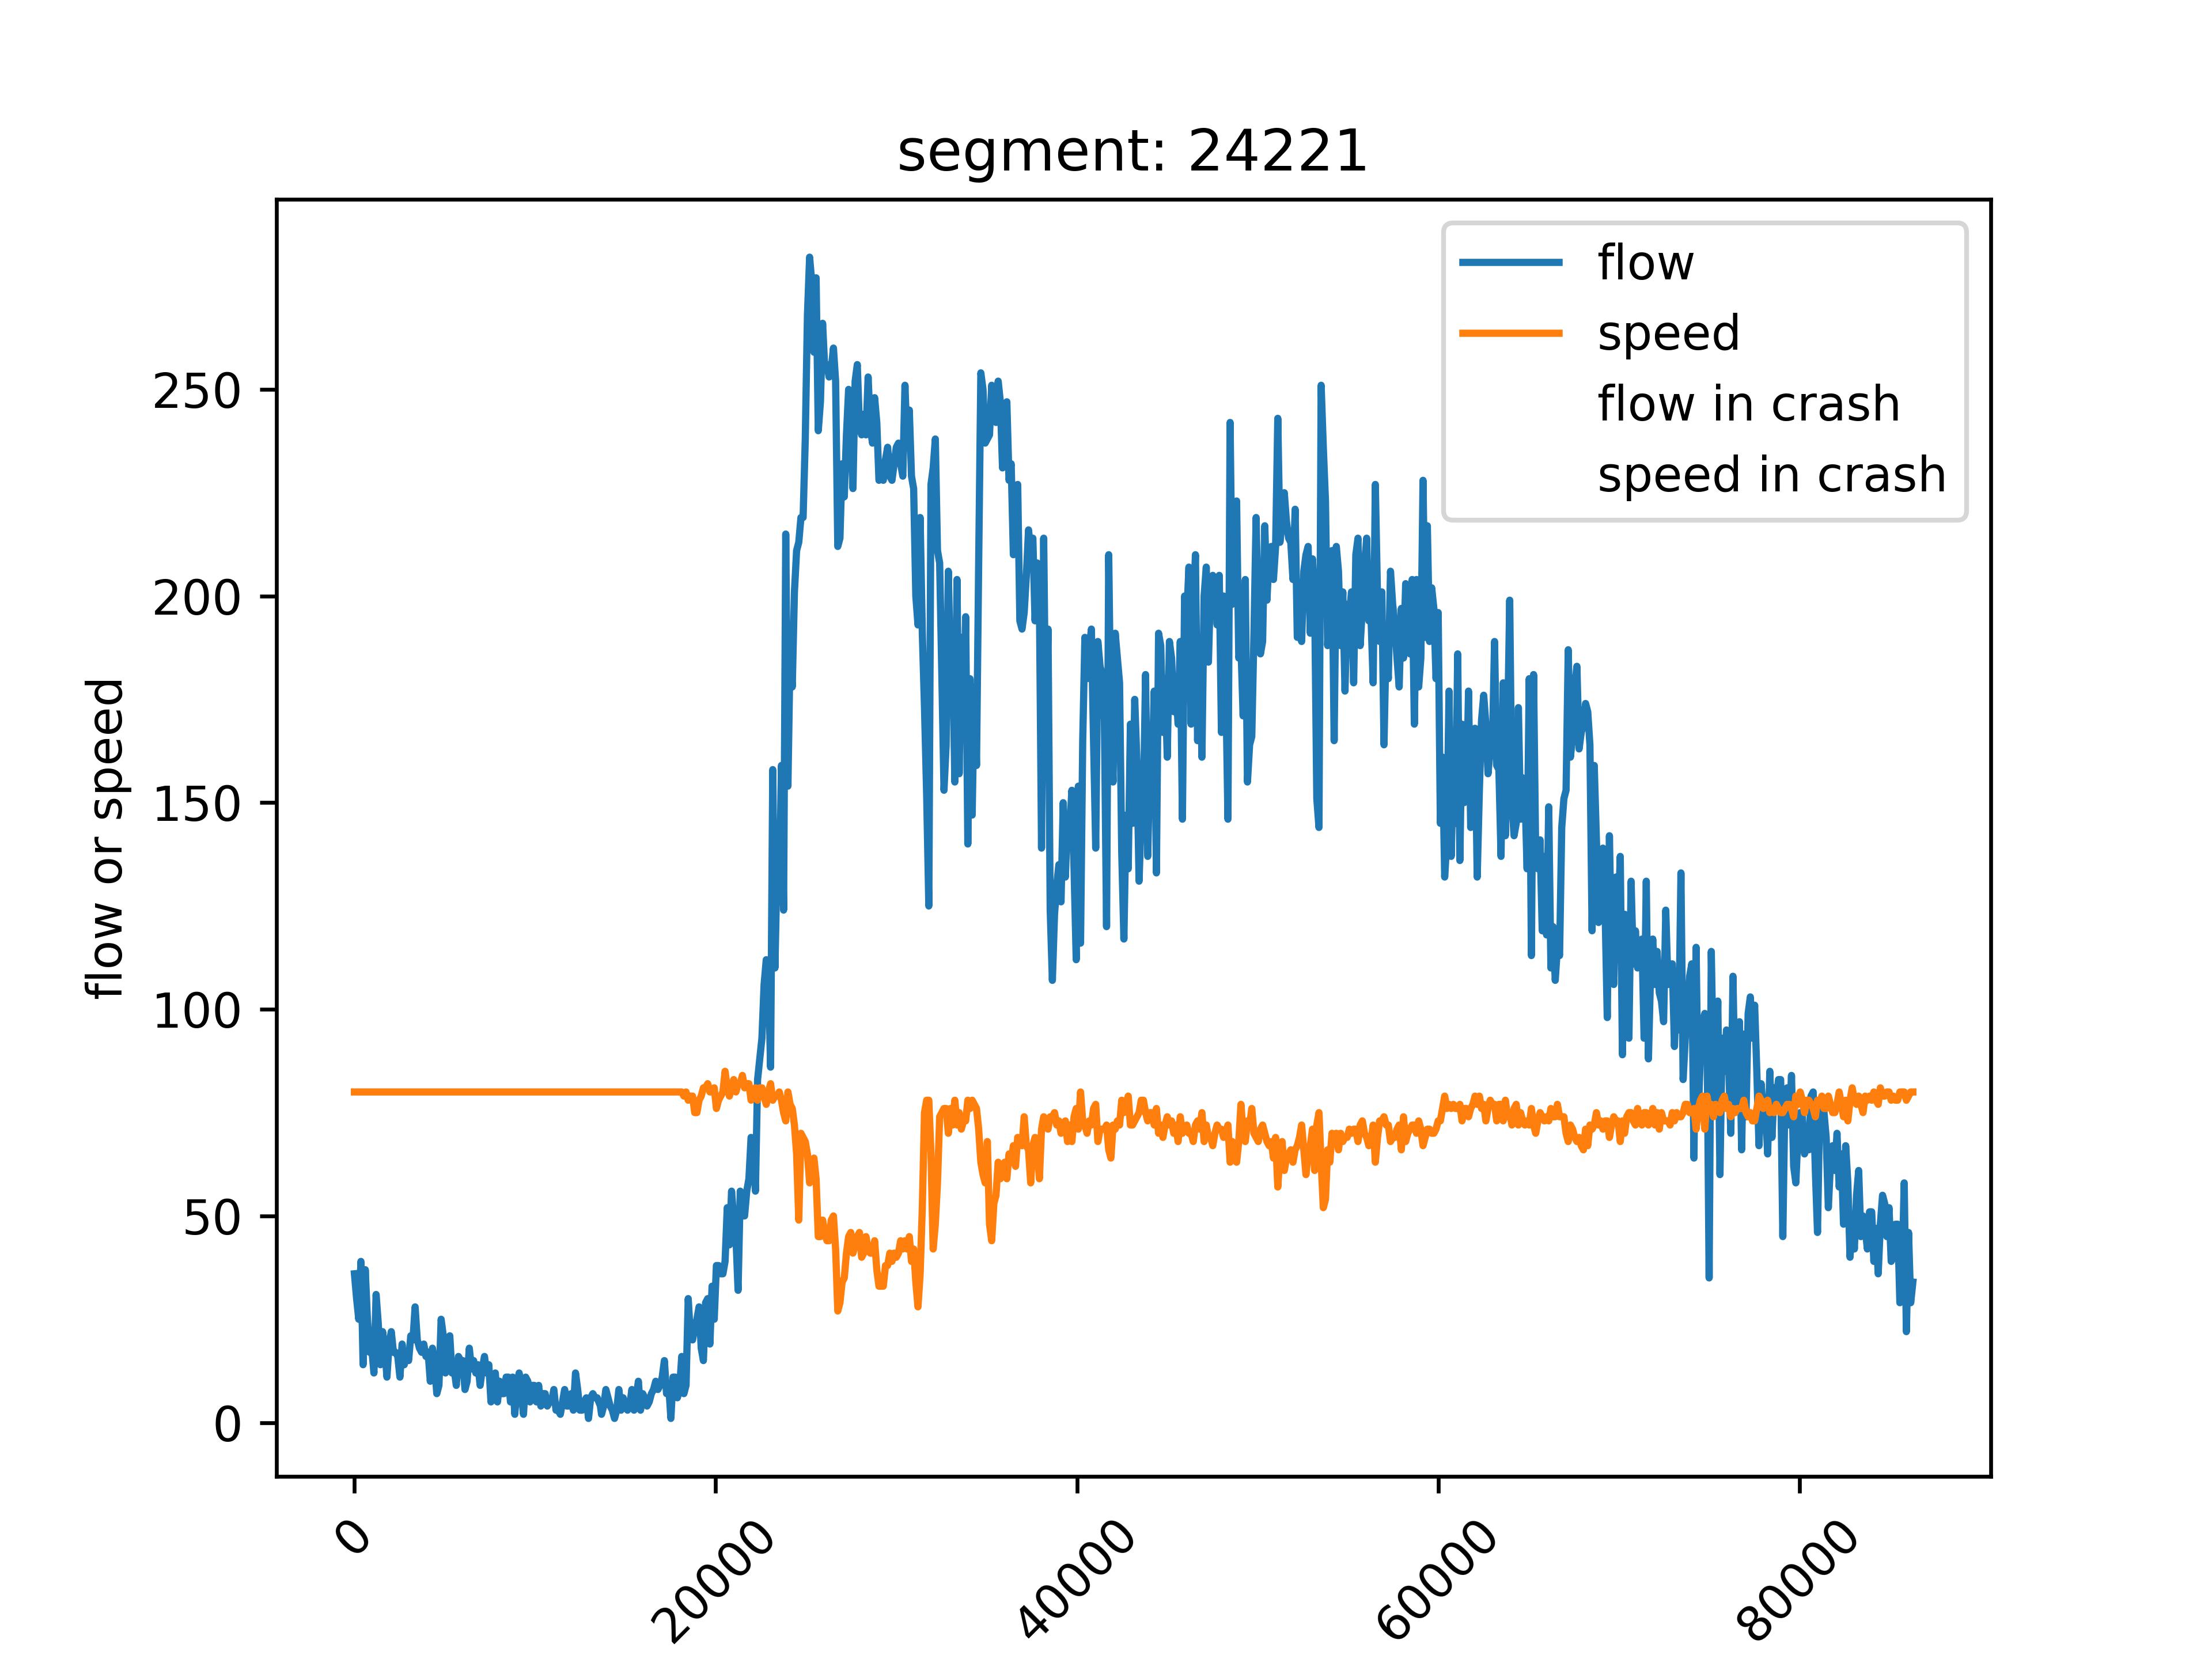 segment: 24221
flow
speed
flow in crash
speed in crash
flow or speed
250
200
150
100
50
0
0
20000
40000
60000
80000